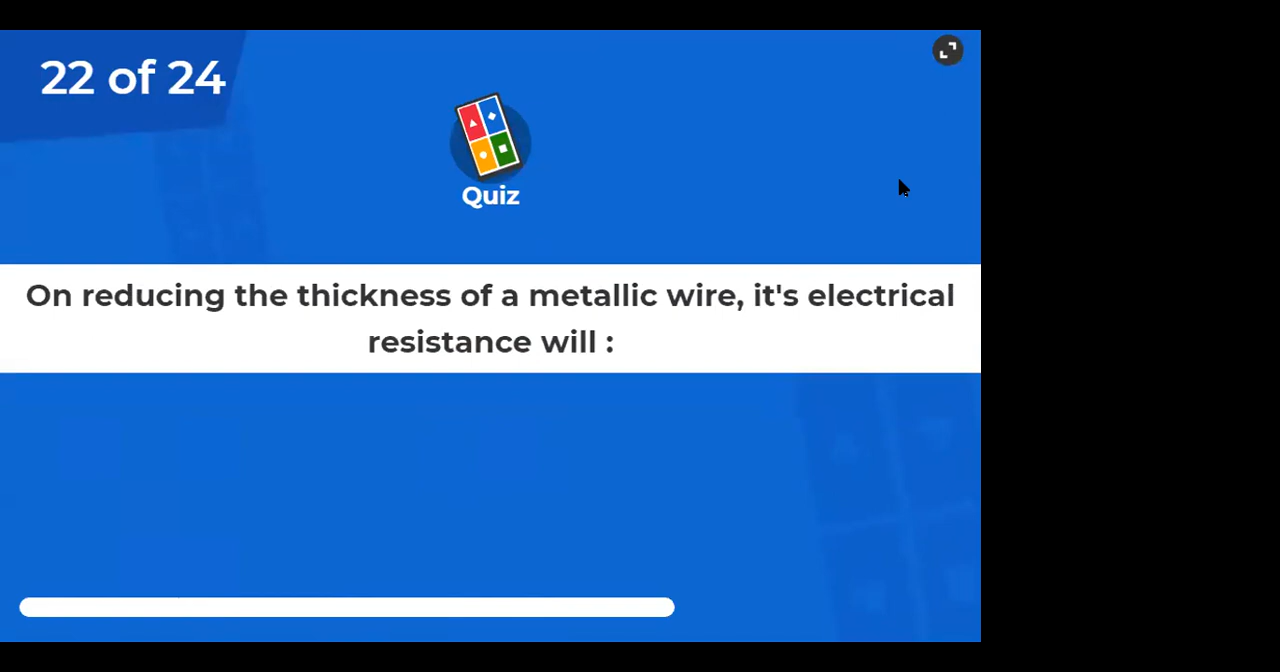 22 of 24
Quiz
On reducing the thickness of a metallic wire, it's electrical
resistance will :